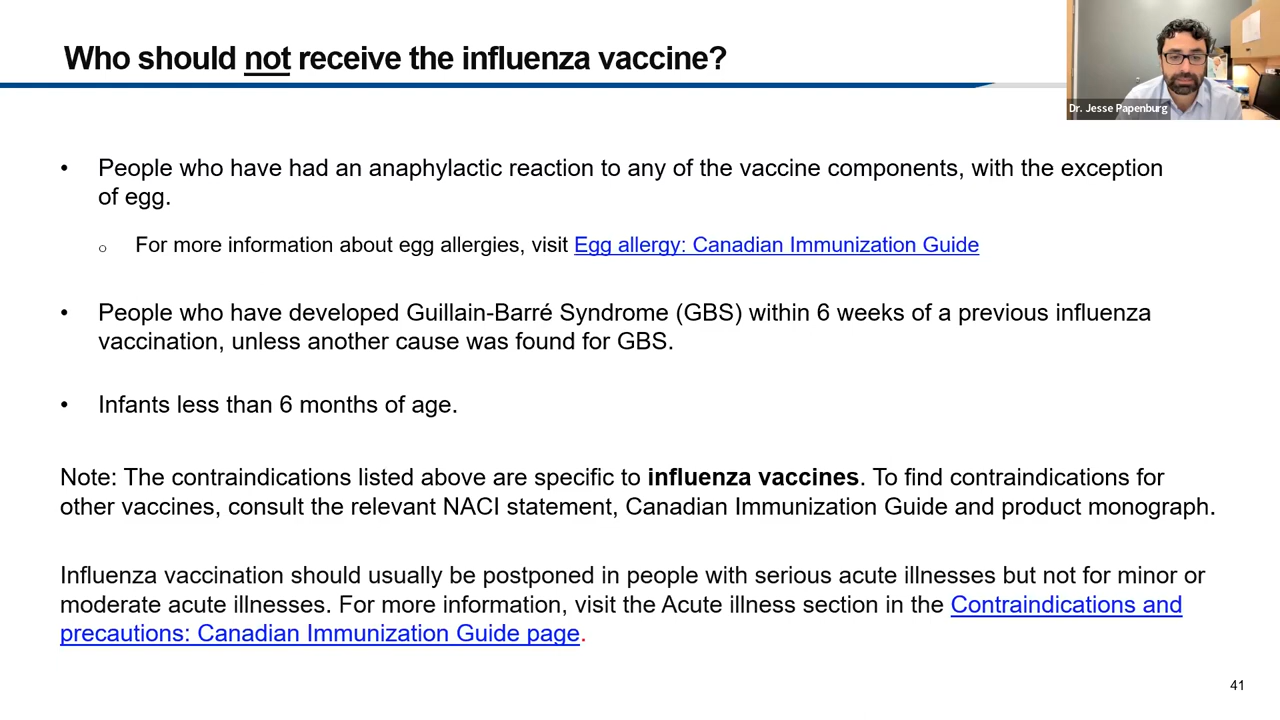 Who should not receive the influenza vaccine?
Dr. Jesse Papenburg
• People who have had an anaphylactic reaction to any of the vaccine components, with the exception
of egg.
o For more information about egg allergies, visit Egg allergy: Canadian Immunization Guide
• People who have developed Guillain-Barré Syndrome (GBS) within 6 weeks of a previous influenza
vaccination, unless another cause was found for GBS.
• Infants less than 6 months of age.
Note: The contraindications listed above are specific to influenza vaccines. To find contraindications for
other vaccines, consult the relevant NACI statement, Canadian Immunization Guide and product monograph.
Influenza vaccination should usually be postponed in people with serious acute illnesses but not for minor or
moderate acute illnesses. For more information, visit the Acute illness section in the Contraindications and
precautions: Canadian Immunization Guide page.
41